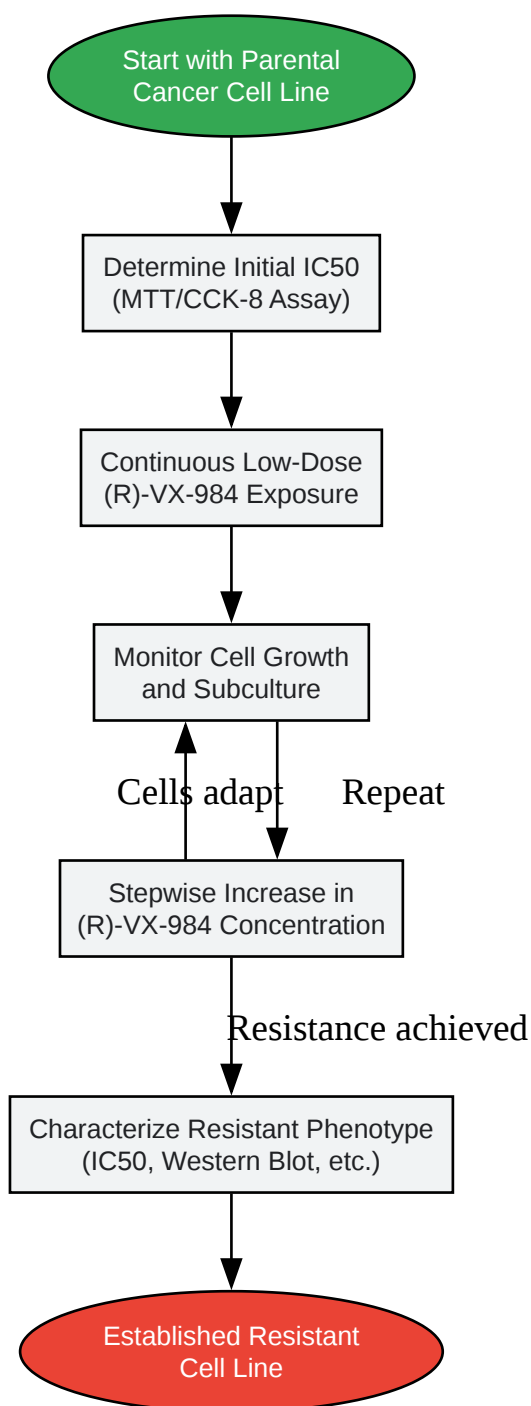 Start with Parental
Cancer Cell Line
Determine Initial IC50
(MTT/CCK-8 Assay)
Continuous Low-Dose
(R)-VX-984 Exposure
Monitor Cell Growth
and Subculture
Cells adapt
Repeat
Stepwise Increase in
(R)-VX-984 Concentration
Resistance achieved
Characterize Resistant Phenotype
(IC50, Western Blot, etc.)
Established Resistant
Cell Line